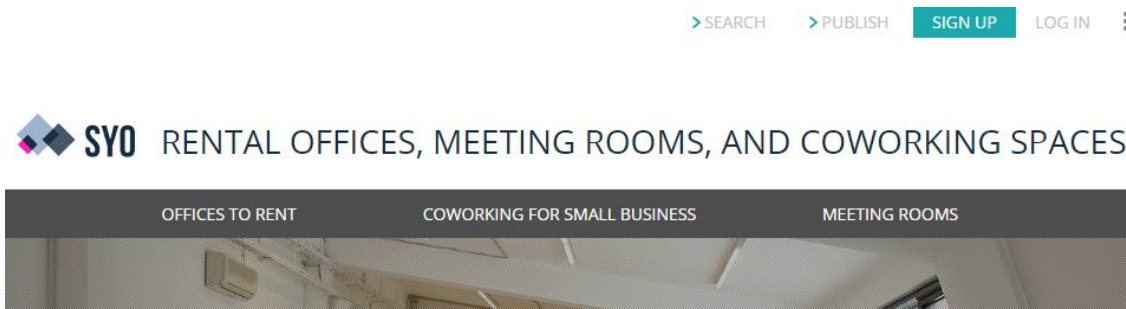 > SEARCH > PUBLISH SIGN UP LOG IN
SYO RENTAL OFFICES, MEETING ROOMS, AND COWORKING SPACES
OFFICES TO RENT COWORKING FOR SMALL BUSINESS MEETING ROOMS